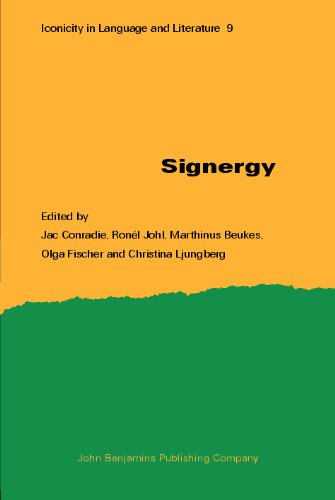 Iconicity in Language and Literature 9
Signergy
Edited by
Jac Conradie, Ronél Johl, Marthinus Beukes,
Olga Fischer and Christina Ljungberg
John Benjamins Publishing Company